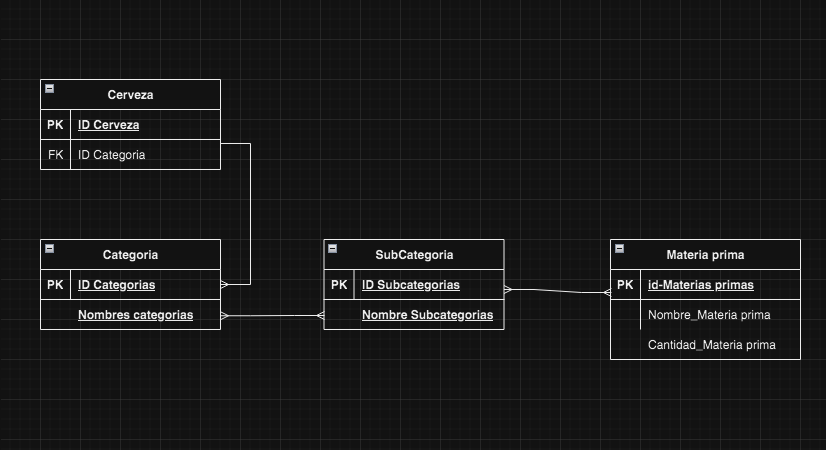 Cerveza
PK ID Cerveza
FK ID Categoria
Categoria
PK ID Categorias
Nombres categorias
SubCategoria
PK ID Subcategorias
Nombre Subcategorias
Materia prima
PK id-Materias primas
Nombre_Materia prima
Cantidad_Materia prima